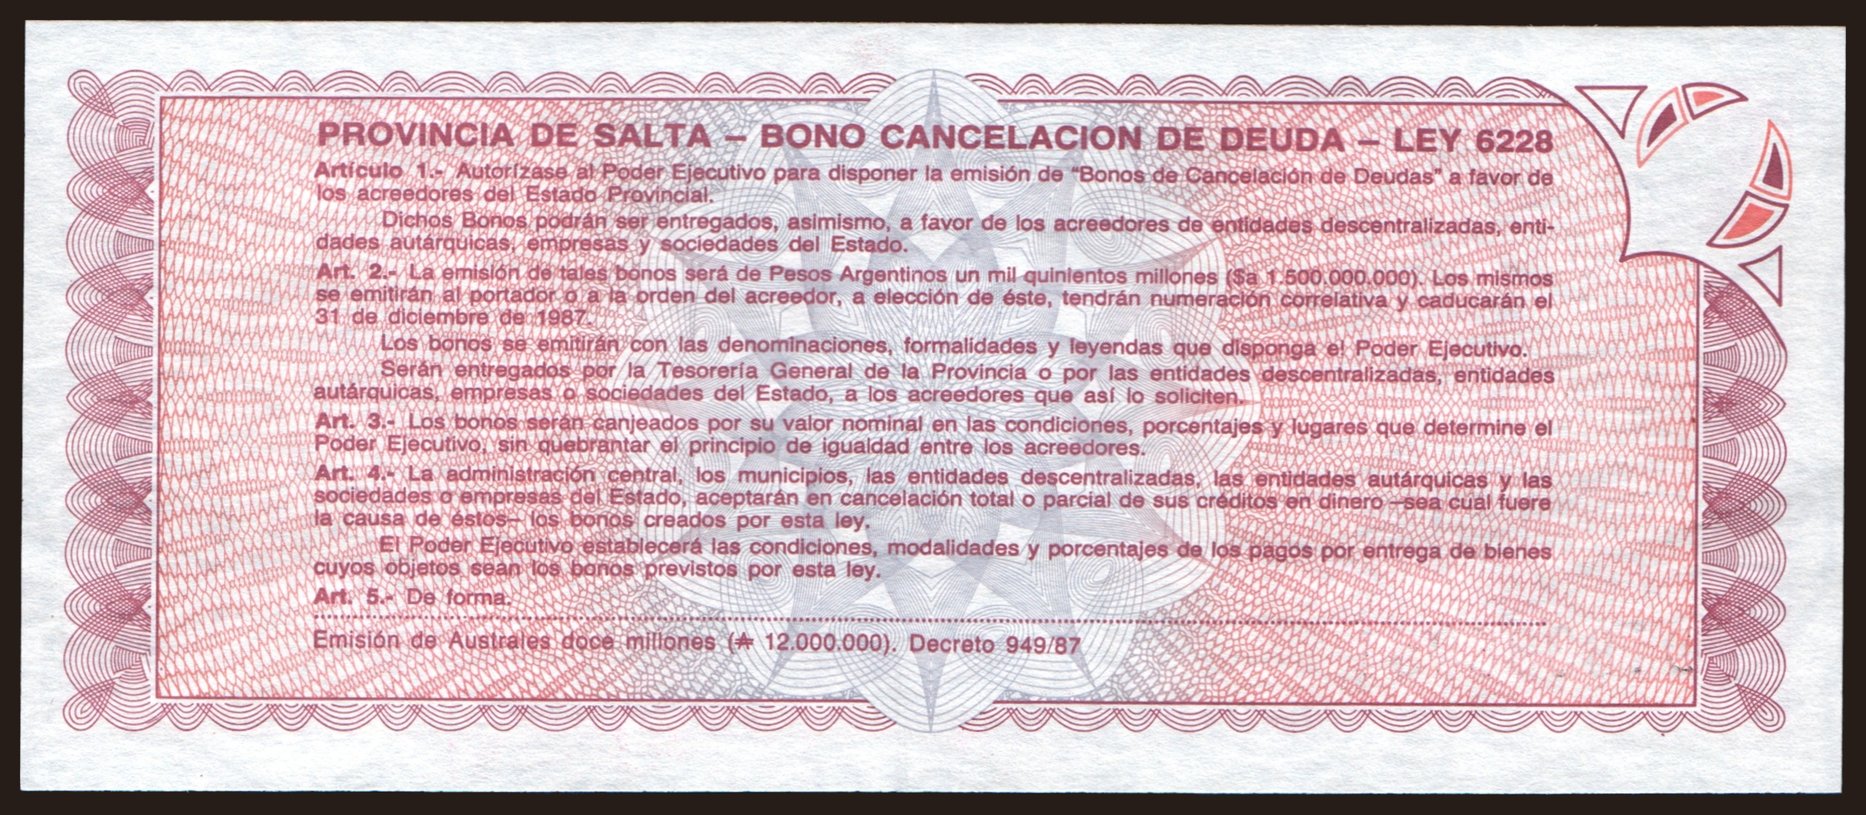 PROVINCIA DE SALTA – BONO CANCELACION DE DEUDA – LEY 6228
Artículo 1.- Autorízase al Poder Ejecutivo para disponer la emisión de "Bonos de Cancelación de Deudas" a favor de
los acreedores del Estado Provincial.
Dichos Bonos podrán ser entregados, asimismo, a favor de los acreedores de entidades descentralizadas, enti-
dades autárquicas, empresas y sociedades del Estado.
Art. 2.- La emisión de tales bonos será de Pesos Argentinos un mil quinientos millones ($a 1.500.000.000). Los mismos
se emitirán al portador o a la orden del acreedor, a elección de éste, tendrán numeración correlativa y caducarán el
31 de diciembre de 1987.
Los bonos se emitirán con las denominaciones, formalidades y leyendas que disponga el Poder Ejecutivo.
Serán entregados por la Tesorería General de la Provincia o por las entidades descentralizadas, entidades
autárquicas, empresas o sociedades del Estado, a los acreedores que así lo soliciten.
Art. 3.- Los bonos serán canjeados por su valor nominal en las condiciones, porcentajes y lugares que determine el
Poder Ejecutivo, sin quebrantar el principio de igualdad entre los acreedores.
Art. 4.- La administración central, los municipios, las entidades descentralizadas, las entidades autárquicas y las
sociedades o empresas del Estado, aceptarán en cancelación total o parcial de sus créditos en dinero –sea cual fuere
la causa de éstos– los bonos creados por esta ley.
El Poder Ejecutivo establecerá las condiciones, modalidades y porcentajes de los pagos por entrega de bienes
cuyos objetos sean los bonos previstos por esta ley.
Art. 5.- De forma.
Emisión de Australes doce millones (₳ 12.000.000). Decreto 949/87